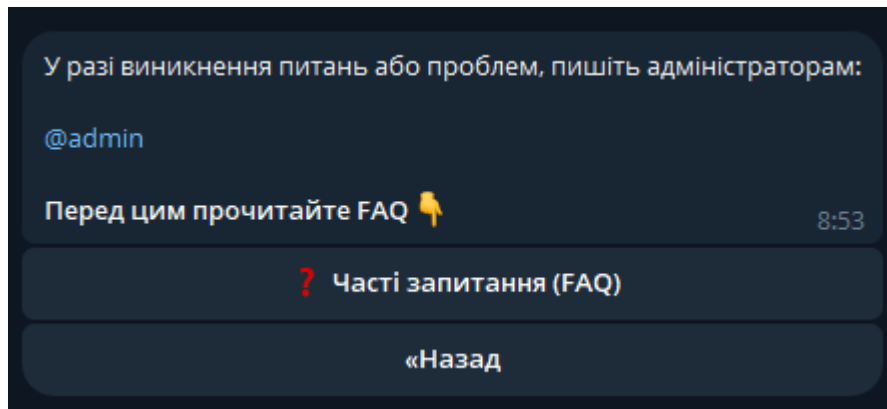 У разі виникнення питань або проблем, пишіть адміністраторам:
@admin
Перед цим прочитайте FAQ 👇
8:53
❓ Часті запитання (FAQ)
«Назад